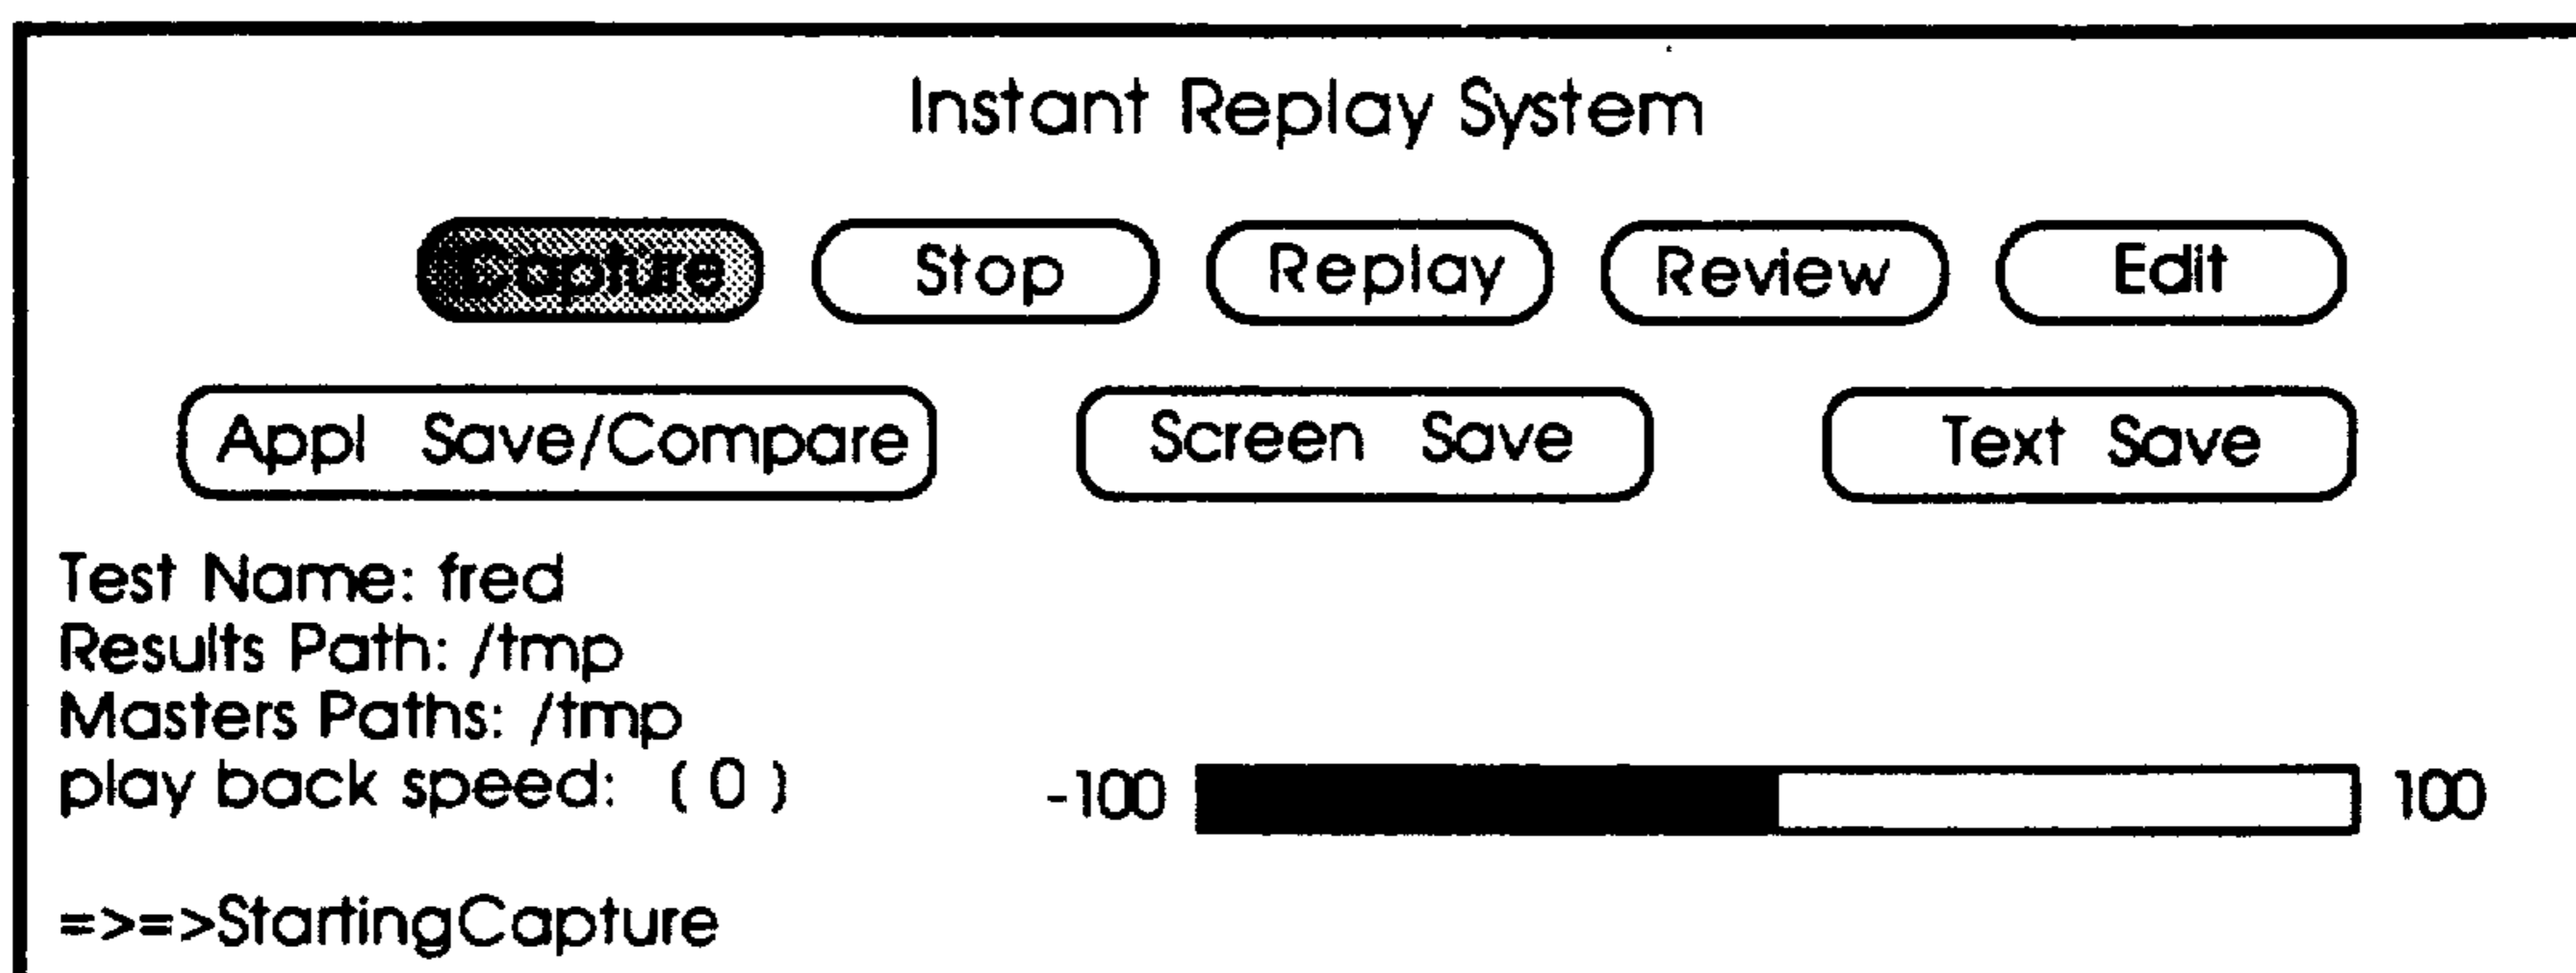 Instant Replay System
Capture Stop Replay Review Edit
Appl Save/Compare Screen Save Text Save
Test Name: fred
Results Path: /tmp
Masters Paths: /tmp
play back speed: ( 0 ) -100 100
=>=>StartingCapture